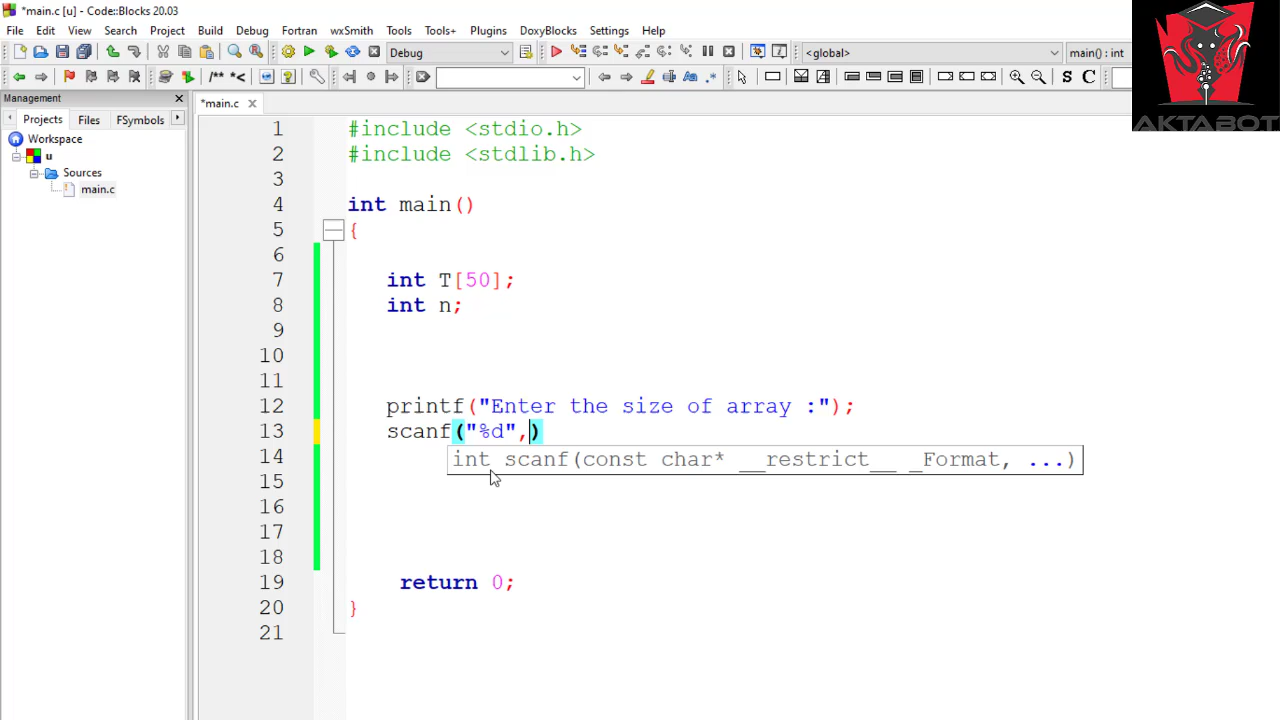 *main.c [u] - Code::Blocks 20.03
File Edit View Search Project Build Debug Fortran wxSmith Tools Tools+ Plugins DoxyBlocks Settings Help
Debug <global> main() : int
/** *< S C
Management
Projects Files FSymbols
Workspace
u
Sources
main.c
*main.c
1 #include <stdio.h>
2 #include <stdlib.h>
3
4 int main()
5 {
6
7 int T[50];
8 int n;
9
10
11
12 printf("Enter the size of array :");
13 scanf("%d",)
14 int scanf(const char* __restrict__ _Format, ...)
15
16
17
18
19 return 0;
20 }
21
AKTABOT